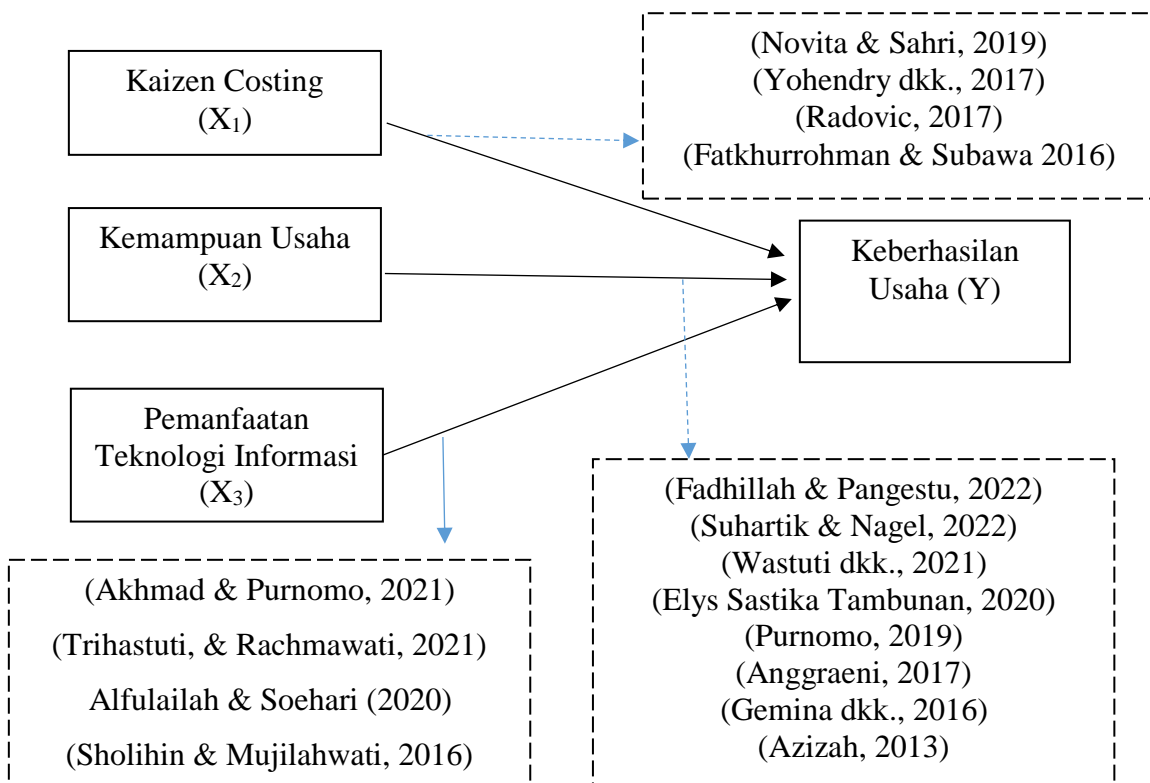 Kaizen Costing
(X₁)
(Novita & Sahri, 2019)
(Yohendry dkk., 2017)
(Radovic, 2017)
(Fatkhurrohman & Subawa 2016)
Kemampuan Usaha
(X₂)
Keberhasilan
Usaha (Y)
Pemanfaatan
Teknologi Informasi
(X₃)
(Akhmad & Purnomo, 2021)
(Trihastuti, & Rachmawati, 2021)
Alfulailah & Soehari (2020)
(Sholihin & Mujilahwati, 2016)
(Fadhillah & Pangestu, 2022)
(Suhartik & Nagel, 2022)
(Wastuti dkk., 2021)
(Elys Sastika Tambunan, 2020)
(Purnomo, 2019)
(Anggraeni, 2017)
(Gemina dkk., 2016)
(Azizah, 2013)